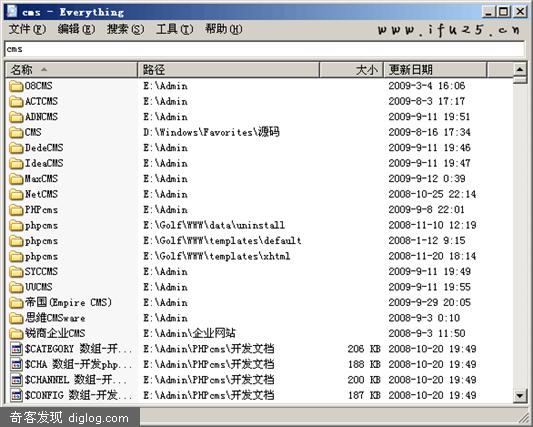 cms - Everything
文件(F) 编辑(E) 搜索(S) 工具(T) 帮助(H) www.ifu25.cn
cms
名称 路径 大小 更新日期
08CMS E:\Admin 2009-3-4 16:06
ACTCMS E:\Admin 2009-8-3 17:17
ADNCMS E:\Admin 2009-9-11 19:51
CMS D:\Windows\Favorites\源码 2009-8-16 17:34
DedeCMS E:\Admin 2009-9-11 19:46
IdeaCMS E:\Admin 2009-9-11 19:47
MaxCMS E:\Admin 2009-9-12 0:39
NetCMS E:\Admin 2008-10-25 22:14
PHPcms E:\Admin 2009-9-8 22:01
phpcms E:\Golf\WWW\data\uninstall 2008-11-10 12:19
phpcms E:\Golf\WWW\templates\default 2008-1-12 9:15
phpcms E:\Golf\WWW\templates\xhtml 2008-11-20 18:14
SYCCMS E:\Admin 2009-9-11 19:49
UUCMS E:\Admin 2009-9-11 19:55
帝国(Empire CMS) E:\Admin 2009-9-29 20:05
思维CMSware E:\Admin 2008-9-3 0:10
锐商企业CMS E:\Admin\企业网站 2008-9-3 11:50
$CATEGORY 数组-开... E:\Admin\PHPcms\开发文档 206 KB 2008-10-20 19:49
$CHA 数组-开发php... E:\Admin\PHPcms\开发文档 188 KB 2008-10-20 19:49
$CHANNEL 数组-开... E:\Admin\PHPcms\开发文档 200 KB 2008-10-20 19:49
$CONFIG 数组-开发... E:\Admin\PHPcms\开发文档 187 KB 2008-10-20 19:49
奇客发现 diglog.com